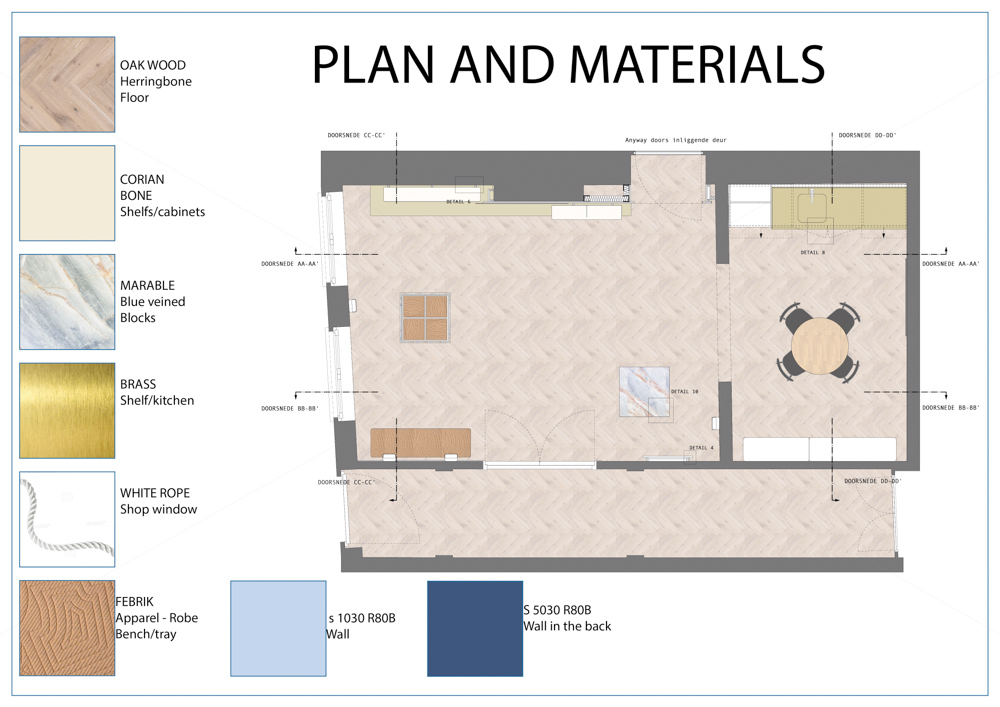 PLAN AND MATERIALS
OAK WOOD
Herringbone
Floor
CORIAN
BONE
Shelfs/cabinets
MARABLE
Blue veined
Blocks
BRASS
Shelf/kitchen
WHITE ROPE
Shop window
FEBRIK
Apparel - Robe
Bench/tray
s 1030 R80B
Wall
S 5030 R80B
Wall in the back
DOORSNEDE CC-CC'
Anyway doors inliggende deur
DOORSNEDE DD-DD'
DETAIL 6
DETAIL 8
DOORSNEDE AA-AA'
DOORSNEDE AA-AA'
DETAIL 10
DOORSNEDE BB-BB'
DOORSNEDE BB-BB'
DETAIL 4
DOORSNEDE CC-CC'
DOORSNEDE DD-DD'